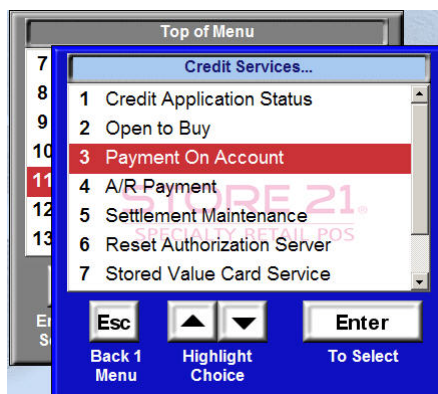 Top of Menu
7
8
9
10
11
12
13
Credit Services...
1 Credit Application Status
2 Open to Buy
3 Payment On Account
4 A/R Payment
5 Settlement Maintenance
6 Reset Authorization Server
7 Stored Value Card Service
STORE 21®
SPECIALTY RETAIL POS
Esc
Enter
Back 1
Menu
Highlight
Choice
To Select